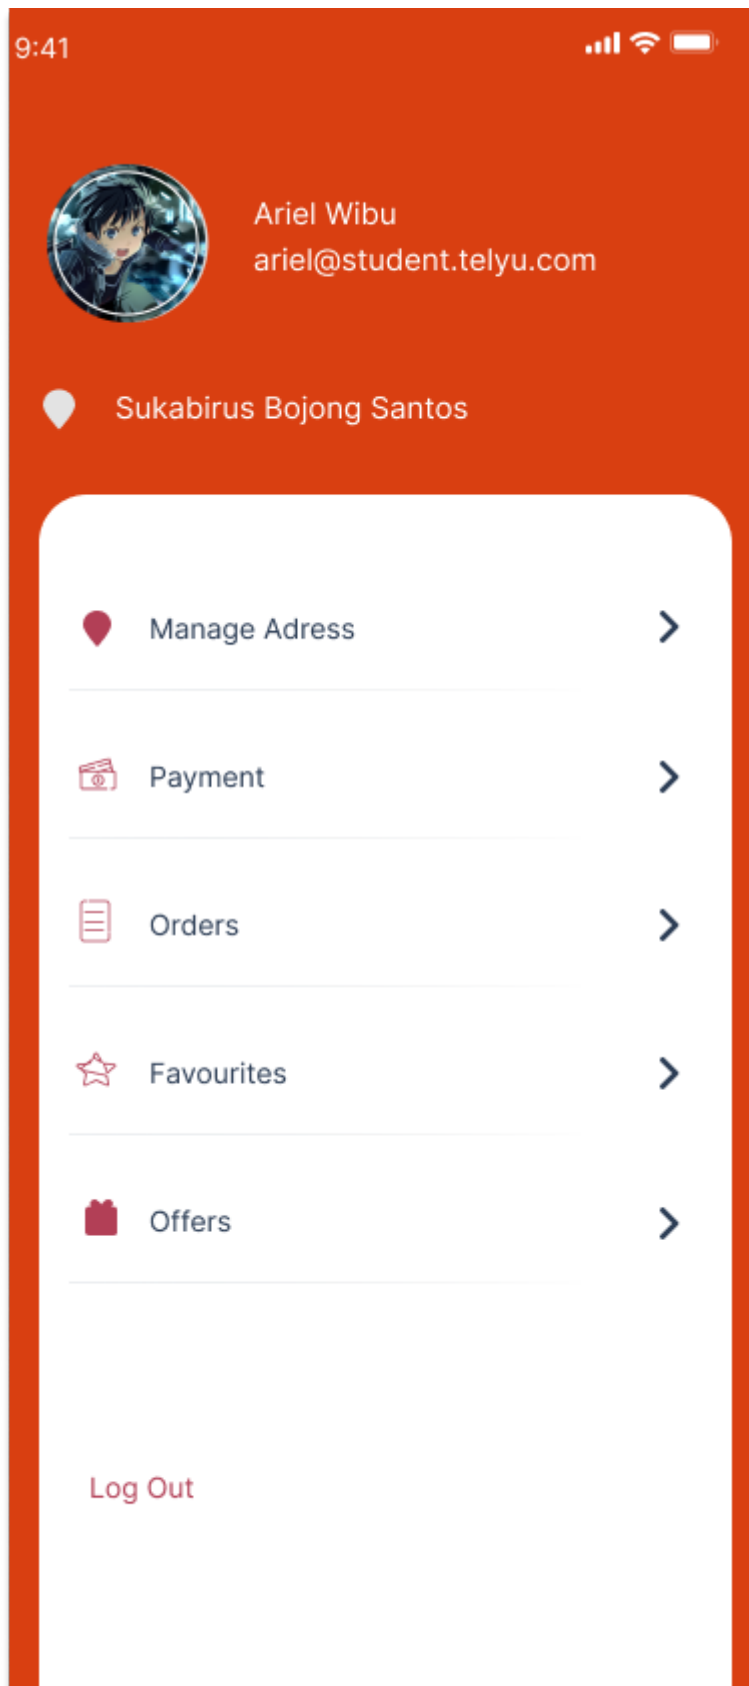 9:41
Ariel Wibu
ariel@student.telyu.com
Sukabirus Bojong Santos
Manage Adress
Payment
Orders
Favourites
Offers
Log Out